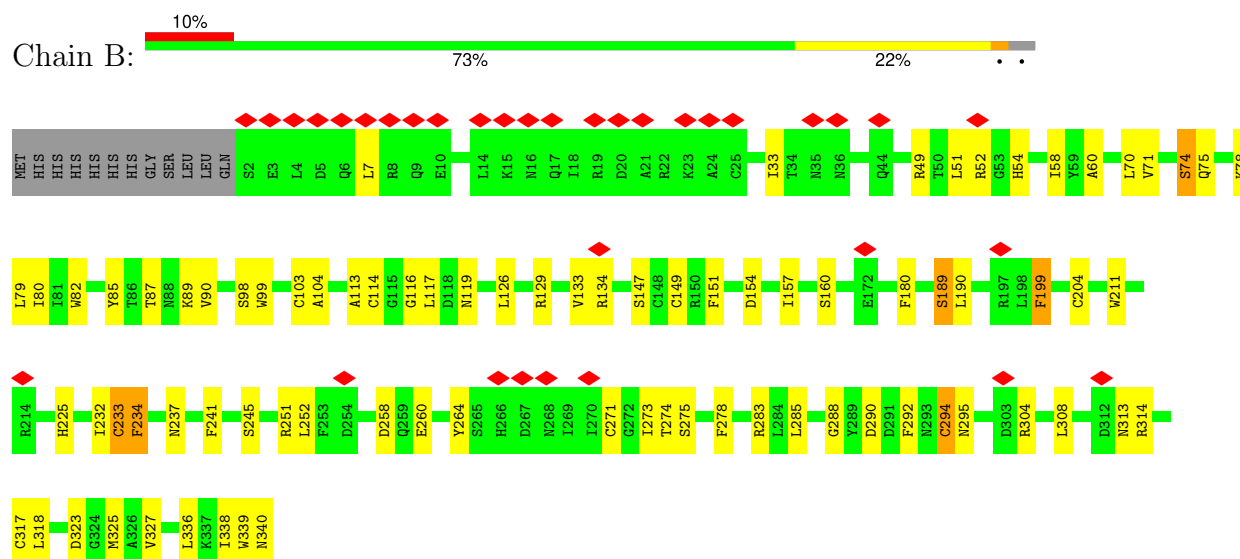 10%
Chain B:
73% 22% • •
MET HIS HIS HIS HIS HIS HIS GLY SER LEU LEU GLN S2 E3 L4 D5 Q6 L7 R8 Q9 E10 L14 K15 N16 Q17 I18 R19 D20 A21 R22 K23 A24 C25 I33 T34 N35 N36 Q44 R49 T50 L51 R52 G53 H54 I58 Y59 A60 L70 V71 S74 Q75 K78
L79 I80 I81 W82 Y85 T86 T87 N88 K89 V90 S98 W99 C103 A104 A113 C114 G115 G116 L117 D118 N119 L126 R129 V133 R134 S147 C148 C149 R150 F151 D154 I157 S160 E172 F180 S189 L190 R197 L198 F199 C204 W211
R214 H225 I232 C233 F234 N237 F241 S245 R251 L252 F253 D254 D258 Q259 E260 Y264 S265 H266 D267 N268 I269 I270 C271 G272 I273 T274 S275 F278 R283 L284 L285 G288 Y289 D290 D291 F292 N293 C294 N295 D303 R304 L308 D312 N313 R314
C317 L318 D323 G324 M325 A326 V327 L336 K337 I338 W339 N340